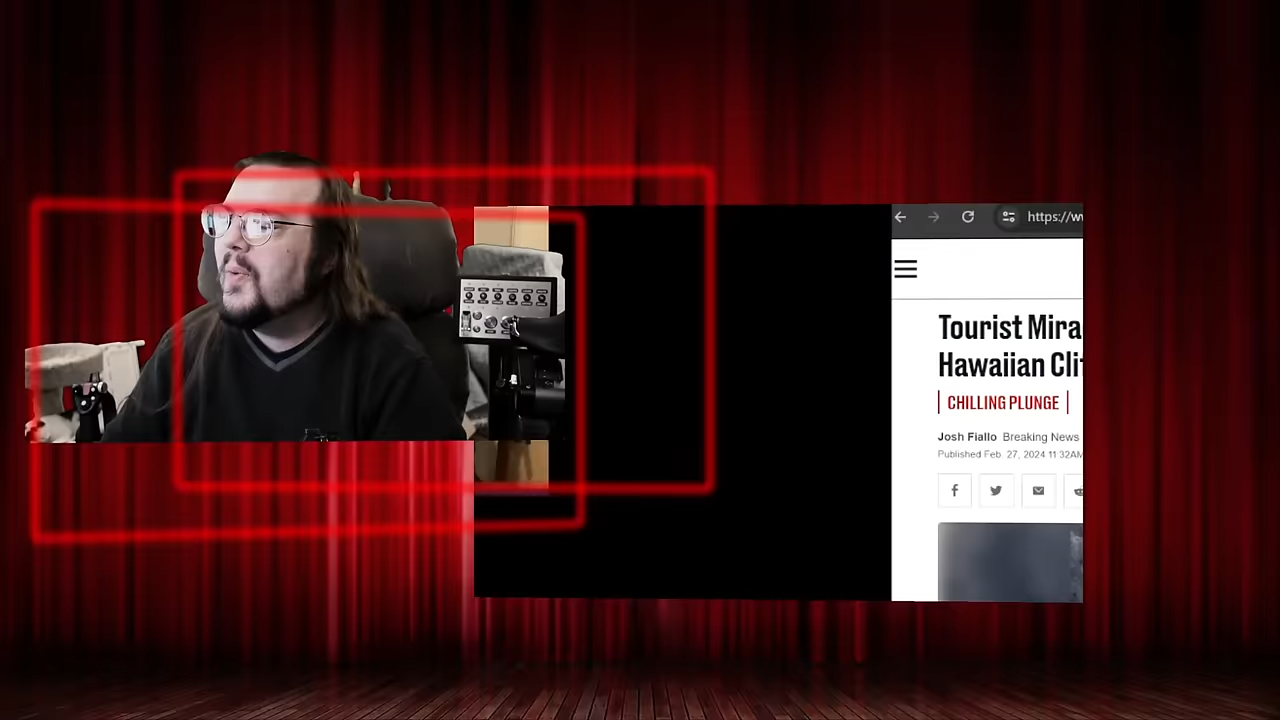 https://w
Tourist Mira
Hawaiian Cli
CHILLING PLUNGE
Josh Fiallo Breaking News
Published Feb 27, 2024 11:32AM